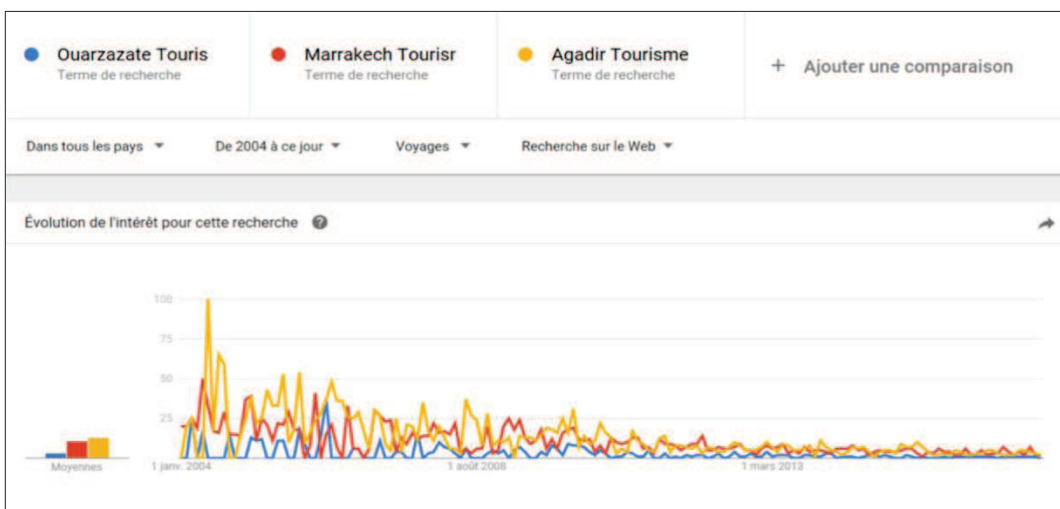 Ouarzazate Touris
Terme de recherche
Marrakech Tourisr
Terme de recherche
Agadir Tourisme
Terme de recherche
+ Ajouter une comparaison
Dans tous les pays
De 2004 à ce jour
Voyages
Recherche sur le Web
Évolution de l'intérêt pour cette recherche ?
100
75
50
25
Moyennes
1 janv. 2004
1 août 2008
1 mars 2013